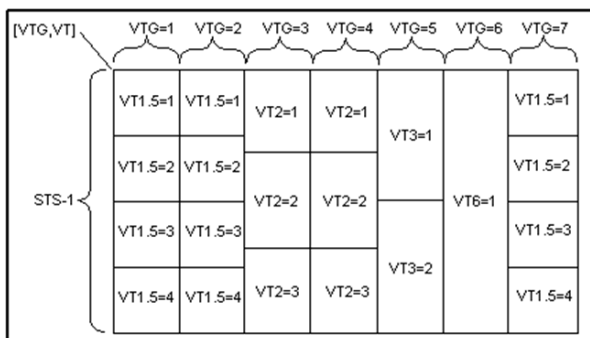 [VTG,VT]
VTG=1 VTG=2 VTG=3 VTG=4 VTG=5 VTG=6 VTG=7
VT1.5=1 VT1.5=1 VT2=1 VT2=1 VT3=1 VT1.5=1
VT1.5=2 VT1.5=2 VT1.5=2
STS-1 VT2=2 VT2=2 VT6=1
VT1.5=3 VT1.5=3 VT3=2 VT1.5=3
VT1.5=4 VT1.5=4 VT2=3 VT2=3 VT1.5=4